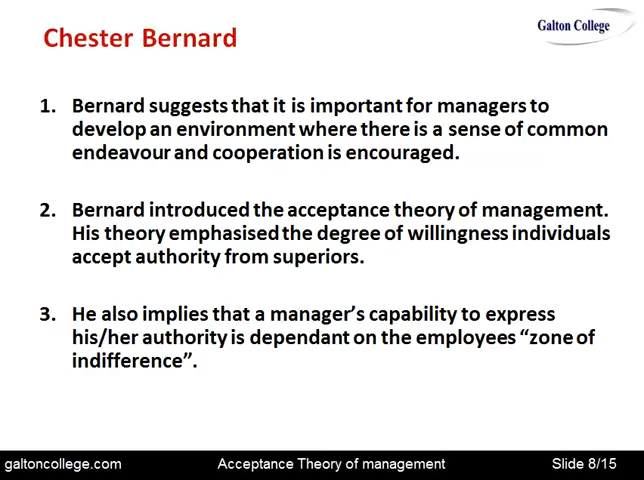 Chester Bernard
Galton College
1. Bernard suggests that it is important for managers to
develop an environment where there is a sense of common
endeavour and cooperation is encouraged.
2. Bernard introduced the acceptance theory of management.
His theory emphasised the degree of willingness individuals
accept authority from superiors.
3. He also implies that a manager’s capability to express
his/her authority is dependant on the employees “zone of
indifference”.
galtoncollege.com
Acceptance Theory of management
Slide 8/15